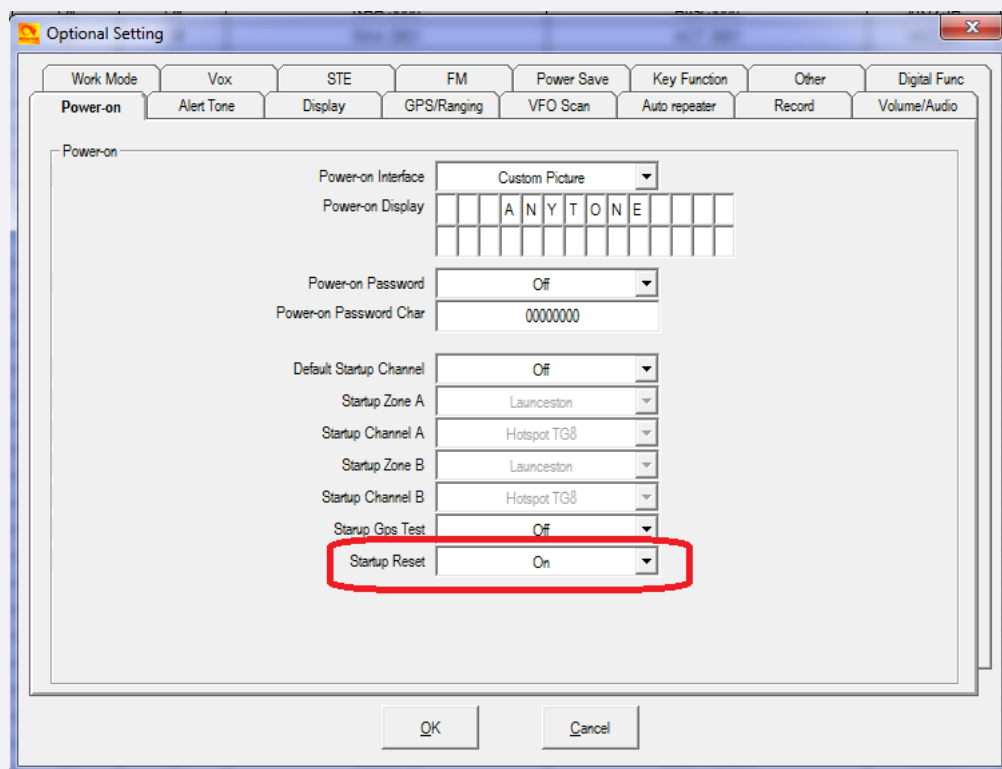 Optional Setting
Work Mode Vox STE FM Power Save Key Function Other Digital Func
Power-on Alert Tone Display GPS/Ranging VFO Scan Auto repeater Record Volume/Audio
Power-on
Power-on Interface Custom Picture
Power-on Display A N Y T O N E
Power-on Password Off
Power-on Password Char 00000000
Default Startup Channel Off
Startup Zone A Launceston
Startup Channel A Hotspot TG8
Startup Zone B Launceston
Startup Channel B Hotspot TG8
Starup Gps Test Off
Startup Reset On
OK Cancel